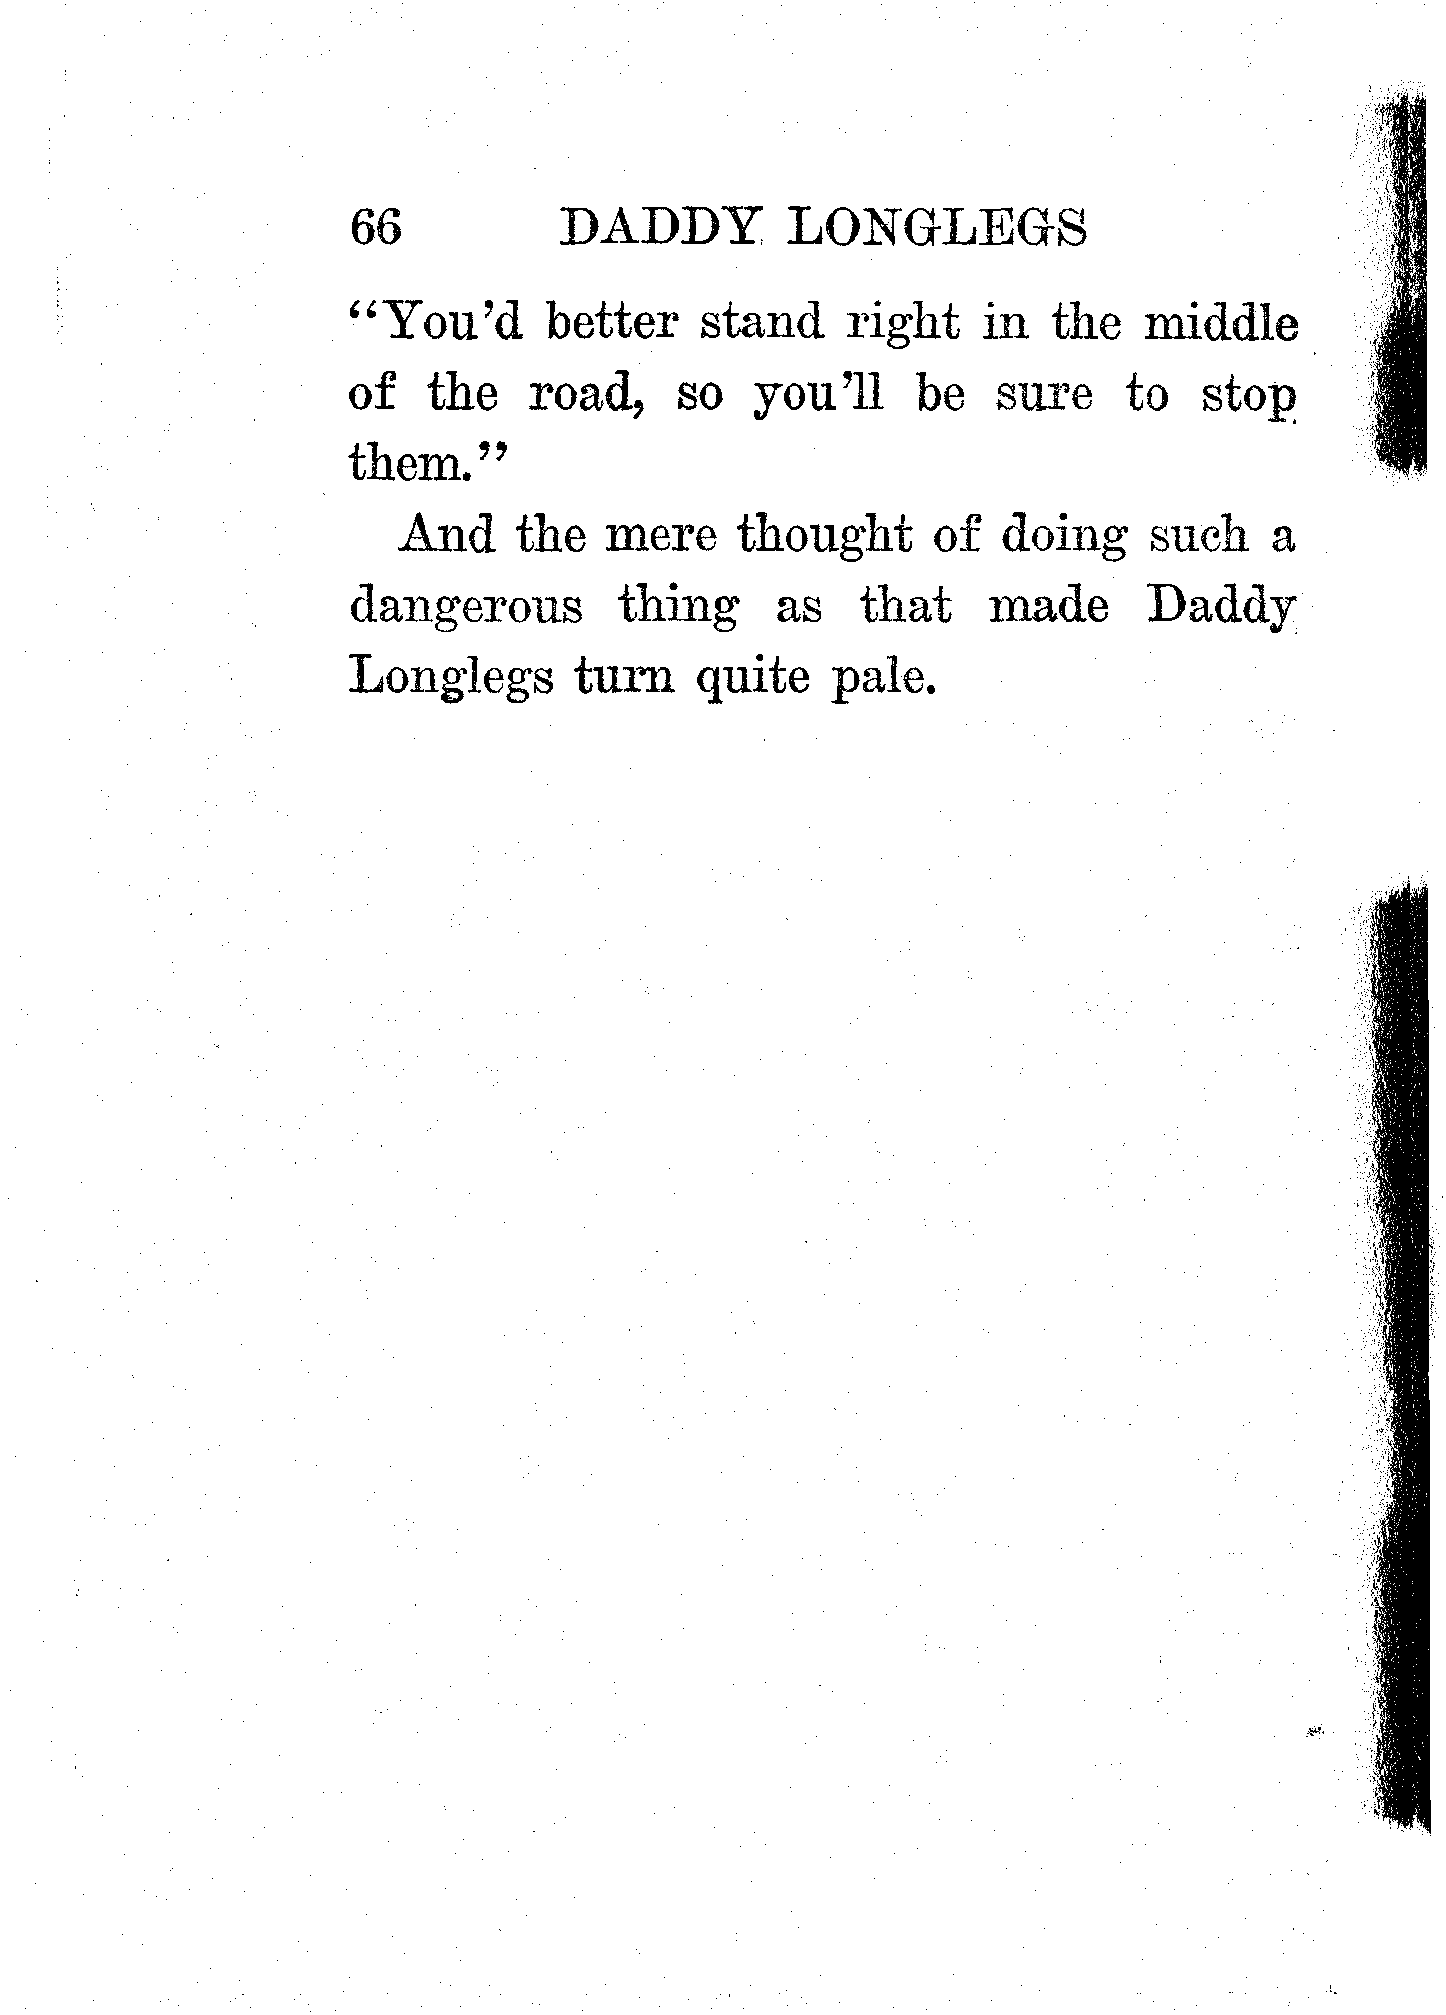 66 DADDY LONGLEGS
“You’d better stand right in the middle
of the road, so you’ll be sure to stop
them.”
And the mere thought of doing such a
dangerous thing as that made Daddy
Longlegs turn quite pale.